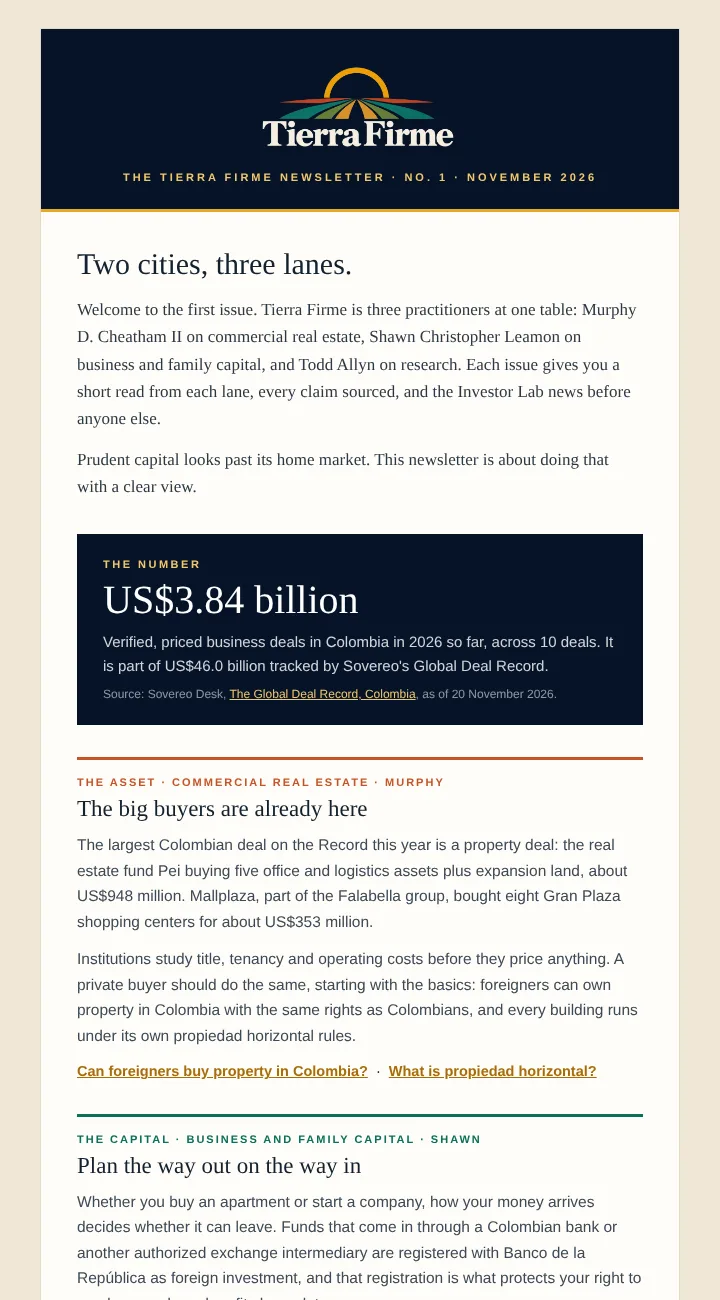 Tierra Firme
THE TIERRA FIRME NEWSLETTER · NO. 1 · NOVEMBER 2026
Two cities, three lanes.
Welcome to the first issue. Tierra Firme is three practitioners at one table: Murphy
D. Cheatham II on commercial real estate, Shawn Christopher Leamon on
business and family capital, and Todd Allyn on research. Each issue gives you a
short read from each lane, every claim sourced, and the Investor Lab news before
anyone else.
Prudent capital looks past its home market. This newsletter is about doing that
with a clear view.
THE NUMBER
US$3.84 billion
Verified, priced business deals in Colombia in 2026 so far, across 10 deals. It
is part of US$46.0 billion tracked by Sovereo's Global Deal Record.
Source: Sovereo Desk, The Global Deal Record, Colombia, as of 20 November 2026.
THE ASSET · COMMERCIAL REAL ESTATE · MURPHY
The big buyers are already here
The largest Colombian deal on the Record this year is a property deal: the real
estate fund Pei buying five office and logistics assets plus expansion land, about
US$948 million. Mallplaza, part of the Falabella group, bought eight Gran Plaza
shopping centers for about US$353 million.
Institutions study title, tenancy and operating costs before they price anything. A
private buyer should do the same, starting with the basics: foreigners can own
property in Colombia with the same rights as Colombians, and every building runs
under its own propiedad horizontal rules.
Can foreigners buy property in Colombia? · What is propiedad horizontal?
THE CAPITAL · BUSINESS AND FAMILY CAPITAL · SHAWN
Plan the way out on the way in
Whether you buy an apartment or start a company, how your money arrives
decides whether it can leave. Funds that come in through a Colombian bank or
another authorized exchange intermediary are registered with Banco de la
República as foreign investment, and that registration is what protects your right to